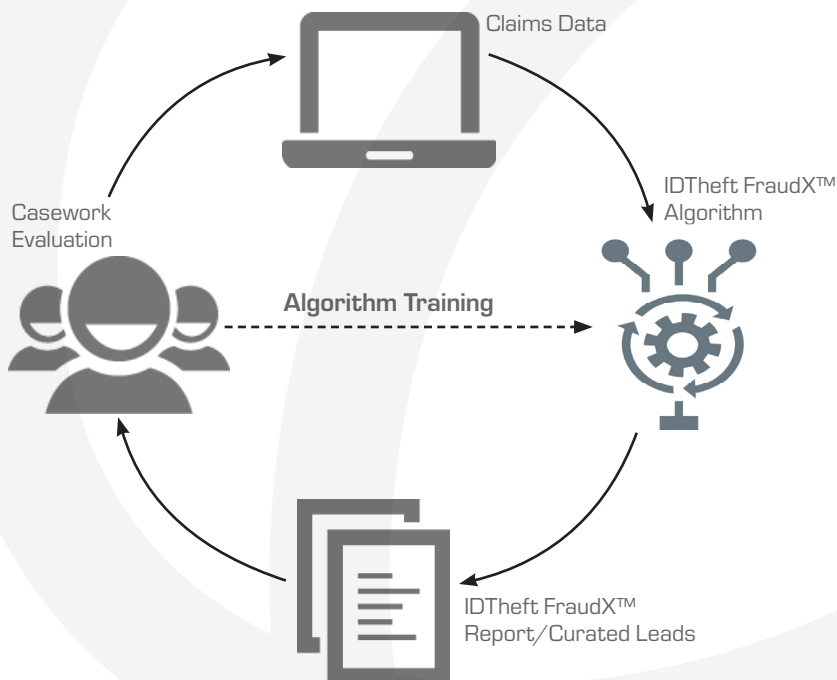 Claims Data
IDTheft FraudX™
Algorithm
Casework
Evaluation
Algorithm Training
IDTheft FraudX™
Report/Curated Leads